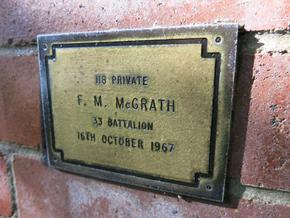 118 PRIVATE
F. M. McGRATH
33 BATTALION
16TH OCTOBER 1967